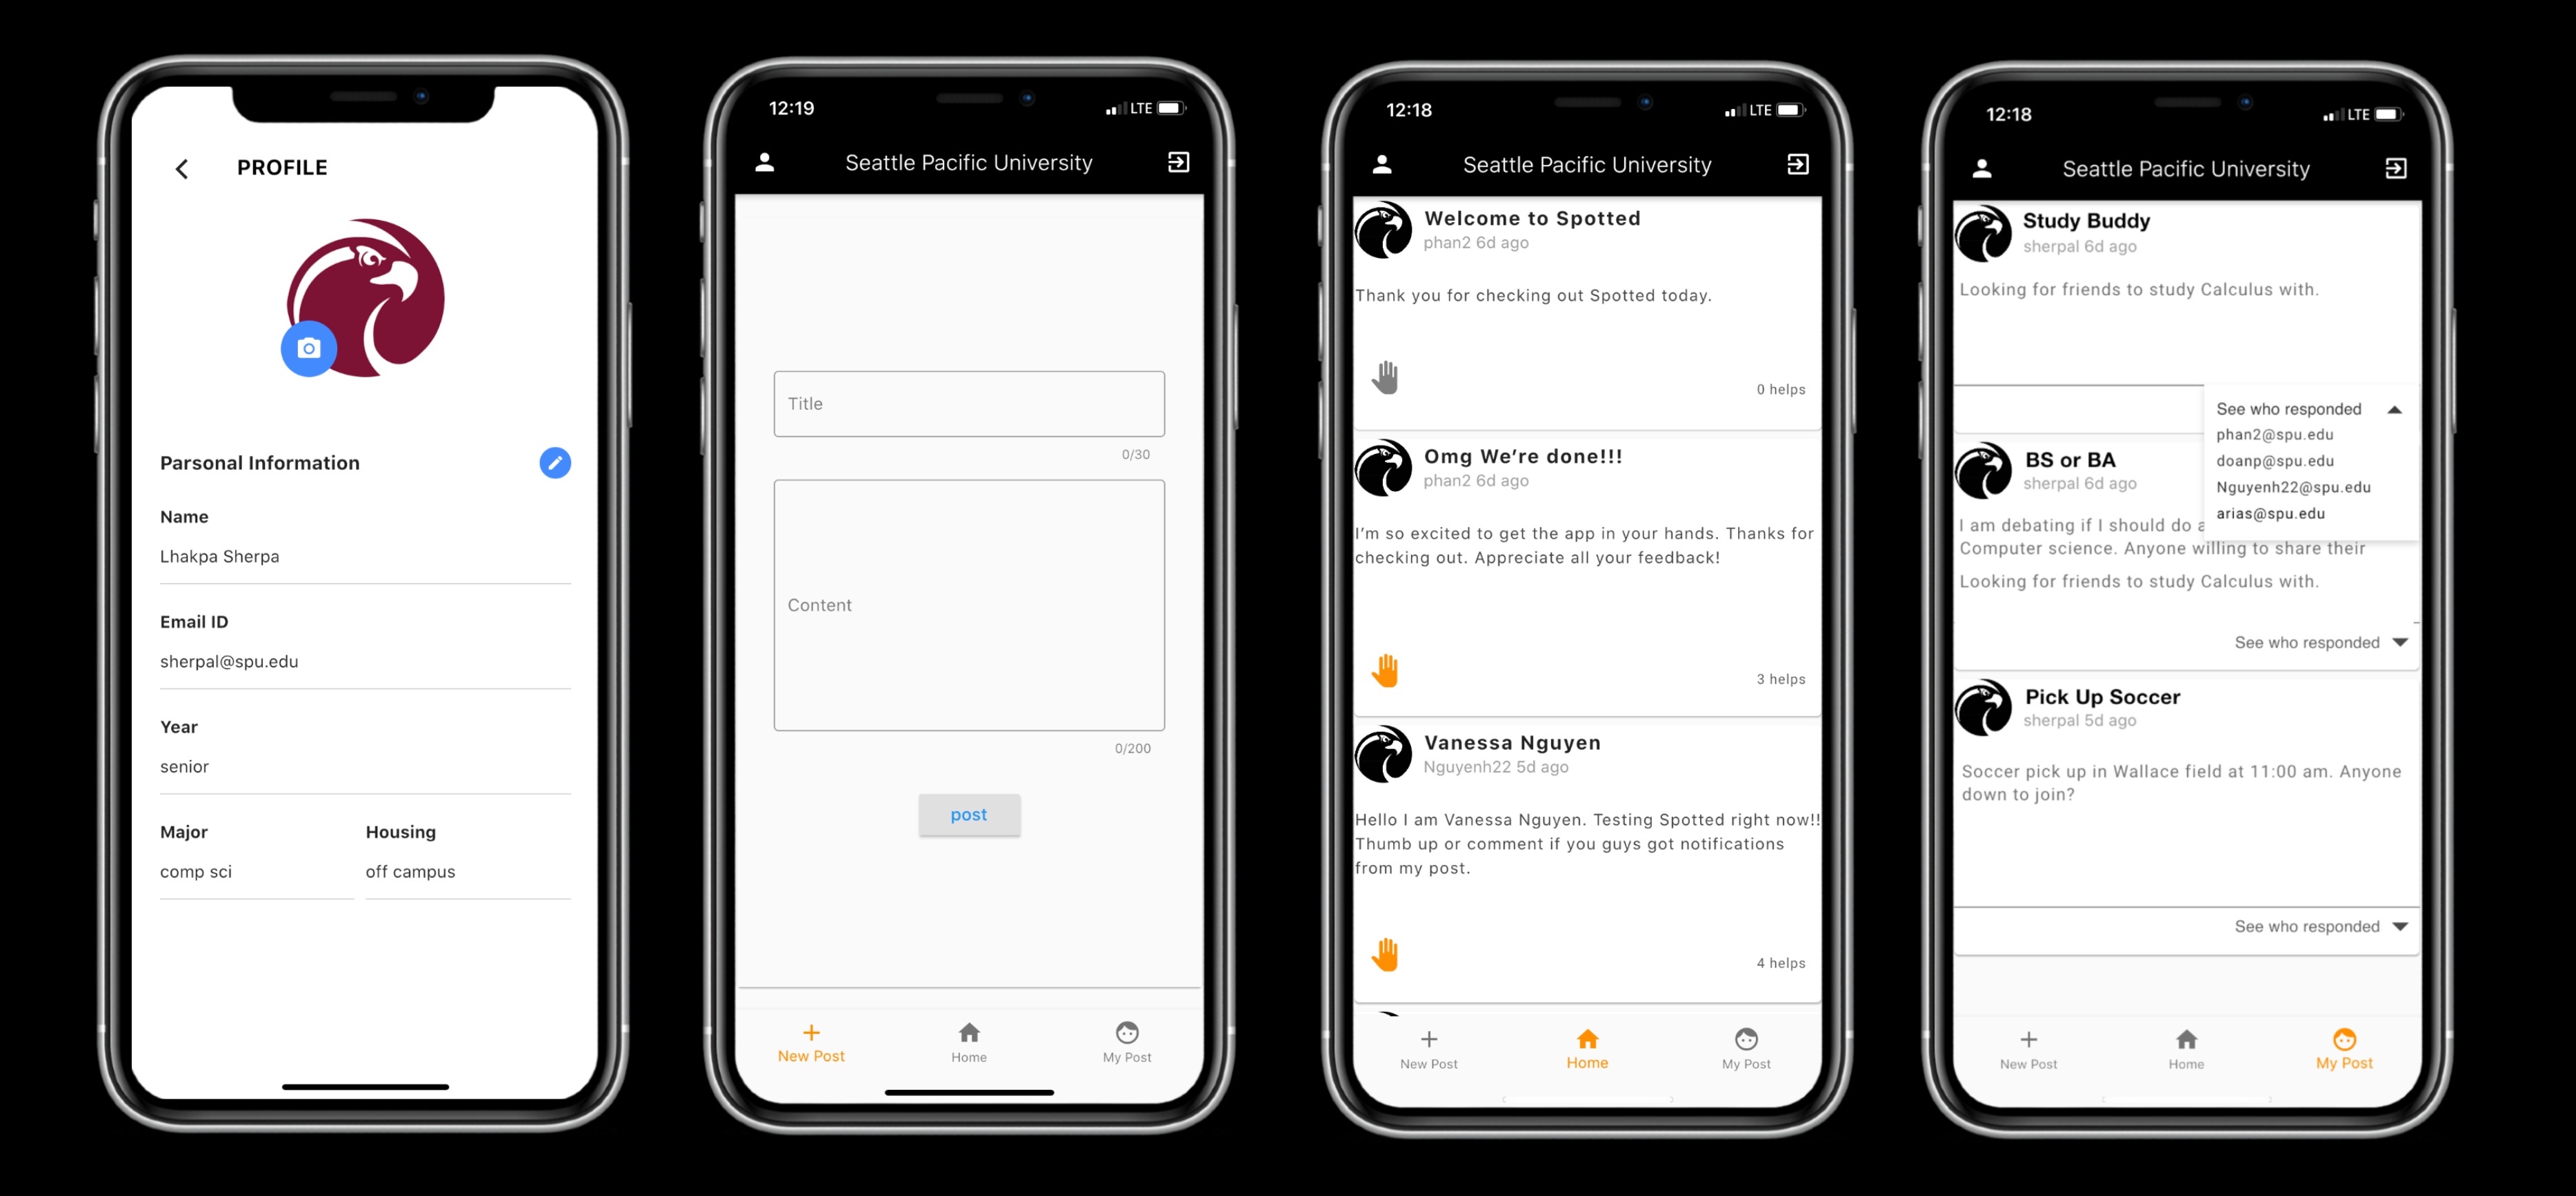 PROFILE
Parsonal Information
Name
Lhakpa Sherpa
Email ID
sherpal@spu.edu
Year
senior
Major
Housing
comp sci
off campus
12:19
LTE
Seattle Pacific University
Title
0/30
Content
0/200
post
New Post
Home
My Post
12:18
LTE
Seattle Pacific University
Welcome to Spotted
phan2 6d ago
Thank you for checking out Spotted today.
0 helps
Omg We're done!!!
phan2 6d ago
I'm so excited to get the app in your hands. Thanks for
checking out. Appreciate all your feedback!
3 helps
Vanessa Nguyen
Nguyenh22 5d ago
Hello I am Vanessa Nguyen. Testing Spotted right now!!
Thumb up or comment if you guys got notifications
from my post.
4 helps
New Post
Home
My Post
12:18
LTE
Seattle Pacific University
Study Buddy
sherpal 6d ago
Looking for friends to study Calculus with.
See who responded
phan2@spu.edu
doanp@spu.edu
Nguyenh22@spu.edu
arias@spu.edu
BS or BA
sherpal 6d ago
I am debating if I should do a
Computer science. Anyone willing to share their
Looking for friends to study Calculus with.
See who responded
Pick Up Soccer
sherpal 5d ago
Soccer pick up in Wallace field at 11:00 am. Anyone
down to join?
See who responded
New Post
Home
My Post